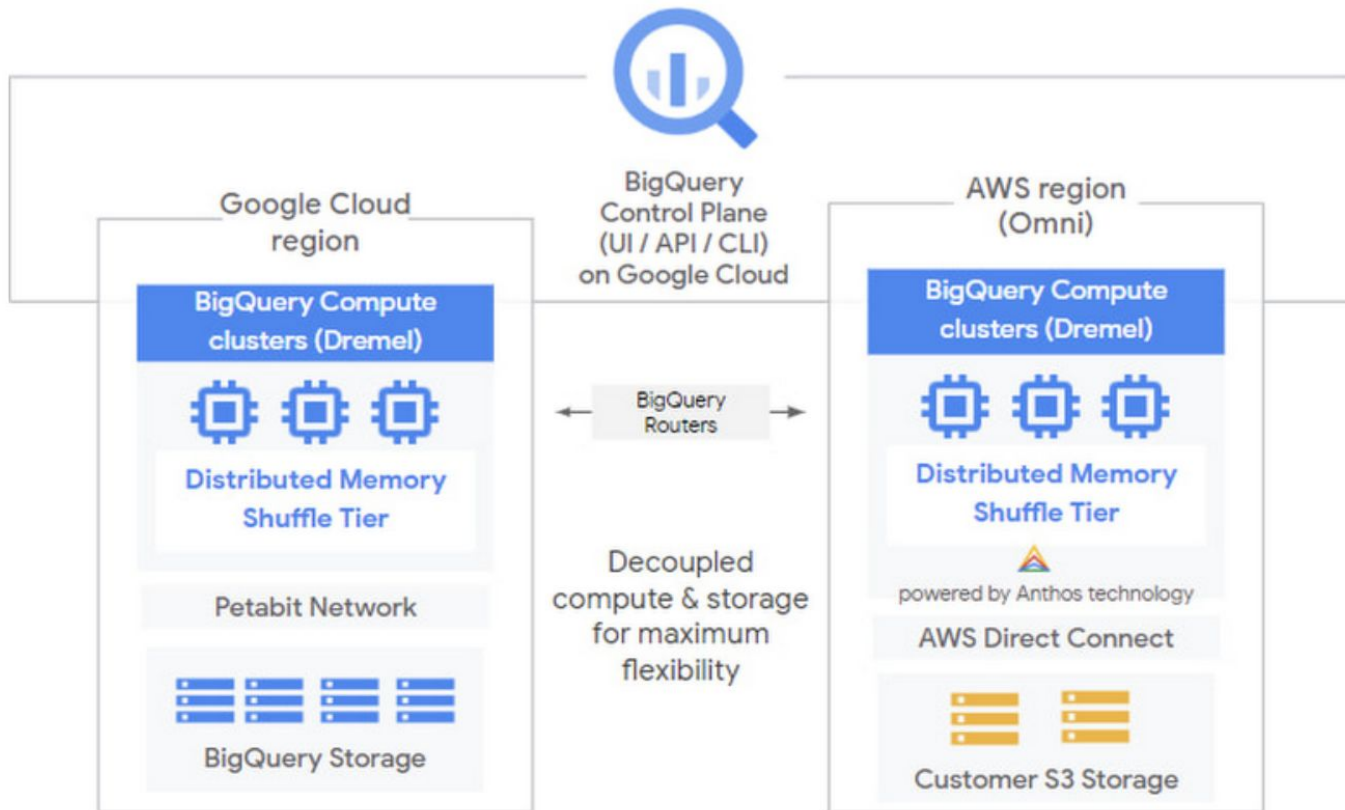 BigQuery
Control Plane
(UI / API / CLI)
on Google Cloud
Google Cloud
region
BigQuery Compute
clusters (Dremel)
Distributed Memory
Shuffle Tier
Petabit Network
BigQuery Storage
BigQuery
Routers
Decoupled
compute & storage
for maximum
flexibility
AWS region
(Omni)
BigQuery Compute
clusters (Dremel)
Distributed Memory
Shuffle Tier
powered by Anthos technology
AWS Direct Connect
Customer S3 Storage